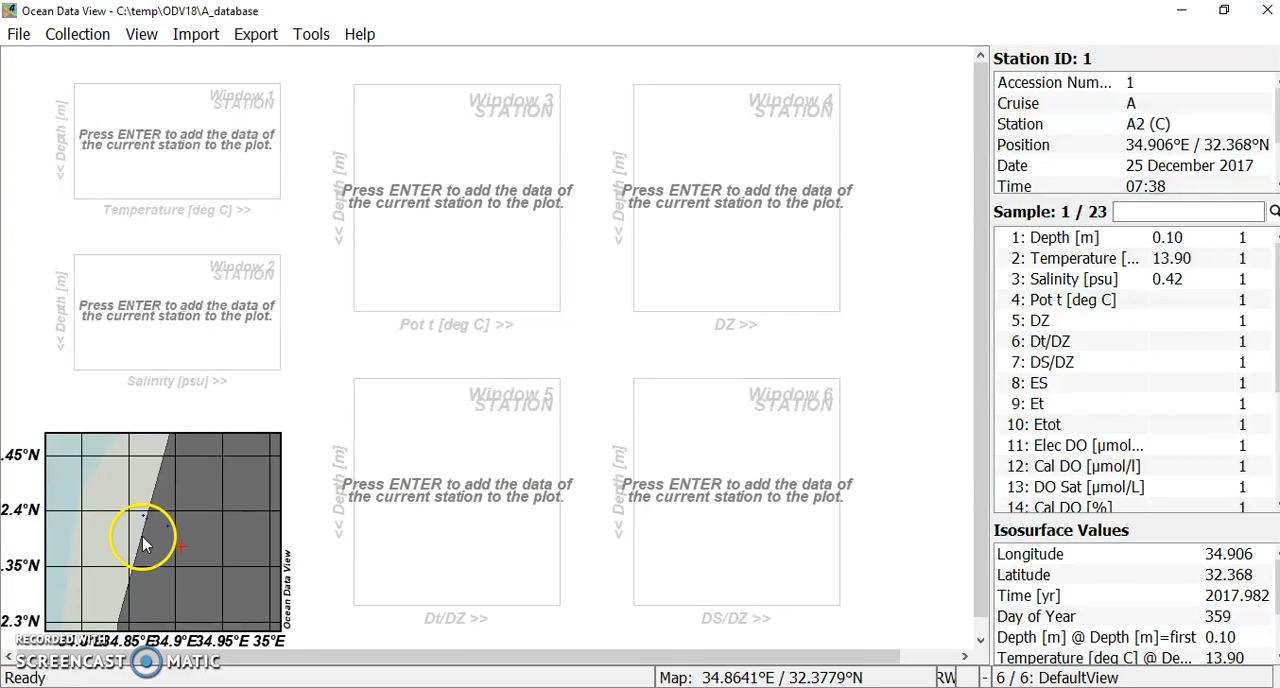 Ocean Data View - C:\temp\ODV18\A_database
File Collection View Import Export Tools Help
Window 1
STATION
Press ENTER to add the data of
the current station to the plot.
<< Depth [m]
Temperature [deg C] >>
Window 2
STATION
Press ENTER to add the data of
the current station to the plot.
<< Depth [m]
Salinity [psu] >>
Window 3
STATION
Press ENTER to add the data of
the current station to the plot.
<< Depth [m]
Pot t [deg C] >>
Window 4
STATION
Press ENTER to add the data of
the current station to the plot.
<< Depth [m]
DZ >>
Window 5
STATION
Press ENTER to add the data of
the current station to the plot.
<< Depth [m]
Dt/DZ >>
Window 6
STATION
Press ENTER to add the data of
the current station to the plot.
<< Depth [m]
DS/DZ >>
.45°N
2.4°N
.35°N
2.3°N
34.85°E 34.9°E 34.95°E 35°E
Ocean Data View
RECORDED WITH
SCREENCAST MATIC
Station ID: 1
Accession Num... 1
Cruise A
Station A2 (C)
Position 34.906°E / 32.368°N
Date 25 December 2017
Time 07:38
Sample: 1 / 23
1: Depth [m] 0.10 1
2: Temperature [... 13.90 1
3: Salinity [psu] 0.42 1
4: Pot t [deg C] 1
5: DZ 1
6: Dt/DZ 1
7: DS/DZ 1
8: ES 1
9: Et 1
10: Etot 1
11: Elec DO [µmol... 1
12: Cal DO [µmol/l] 1
13: DO Sat [µmol/L] 1
14: Cal DO [%] 1
Isosurface Values
Longitude 34.906
Latitude 32.368
Time [yr] 2017.982
Day of Year 359
Depth [m] @ Depth [m]=first 0.10
Temperature [deg C] @ De... 13.90
Ready
Map: 34.8641°E / 32.3779°N
RW
6 / 6: DefaultView